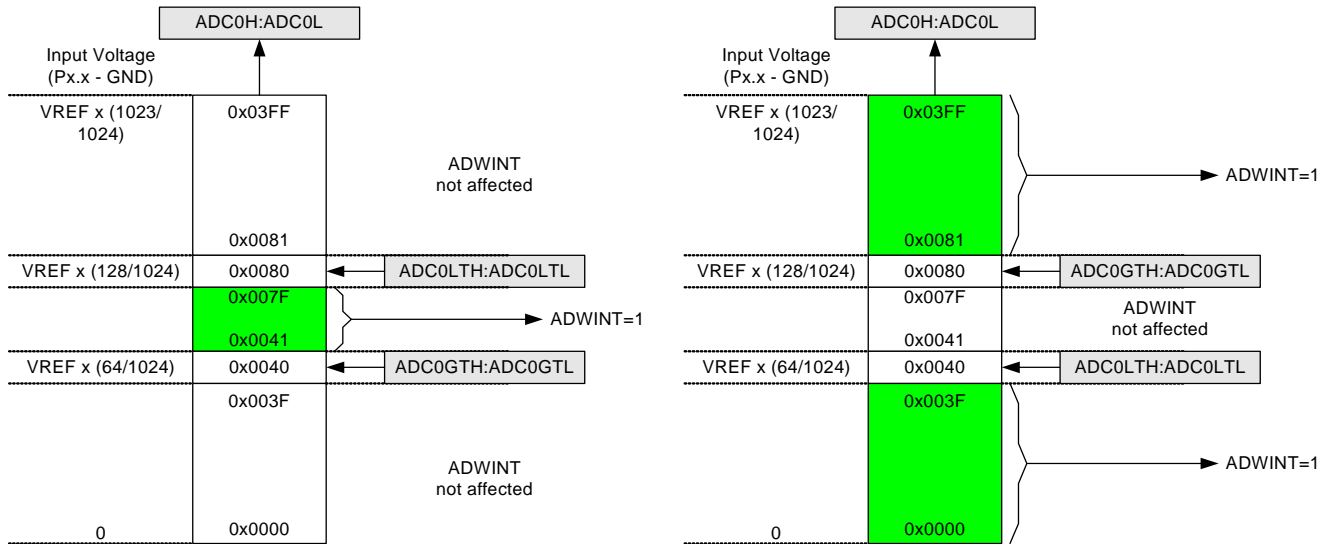 ADC0H:ADC0L
Input Voltage
(Px.x - GND)
VREF x (1023/
1024)
0x03FF
ADWINT
not affected
0x0081
VREF x (128/1024)
0x0080
ADC0LTH:ADC0LTL
0x007F
ADWINT=1
0x0041
VREF x (64/1024)
0x0040
ADC0GTH:ADC0GTL
0x003F
ADWINT
not affected
0
0x0000
ADC0H:ADC0L
Input Voltage
(Px.x - GND)
VREF x (1023/
1024)
0x03FF
ADWINT=1
0x0081
VREF x (128/1024)
0x0080
ADC0GTH:ADC0GTL
0x007F
ADWINT
not affected
0x0041
VREF x (64/1024)
0x0040
ADC0LTH:ADC0LTL
0x003F
ADWINT=1
0
0x0000